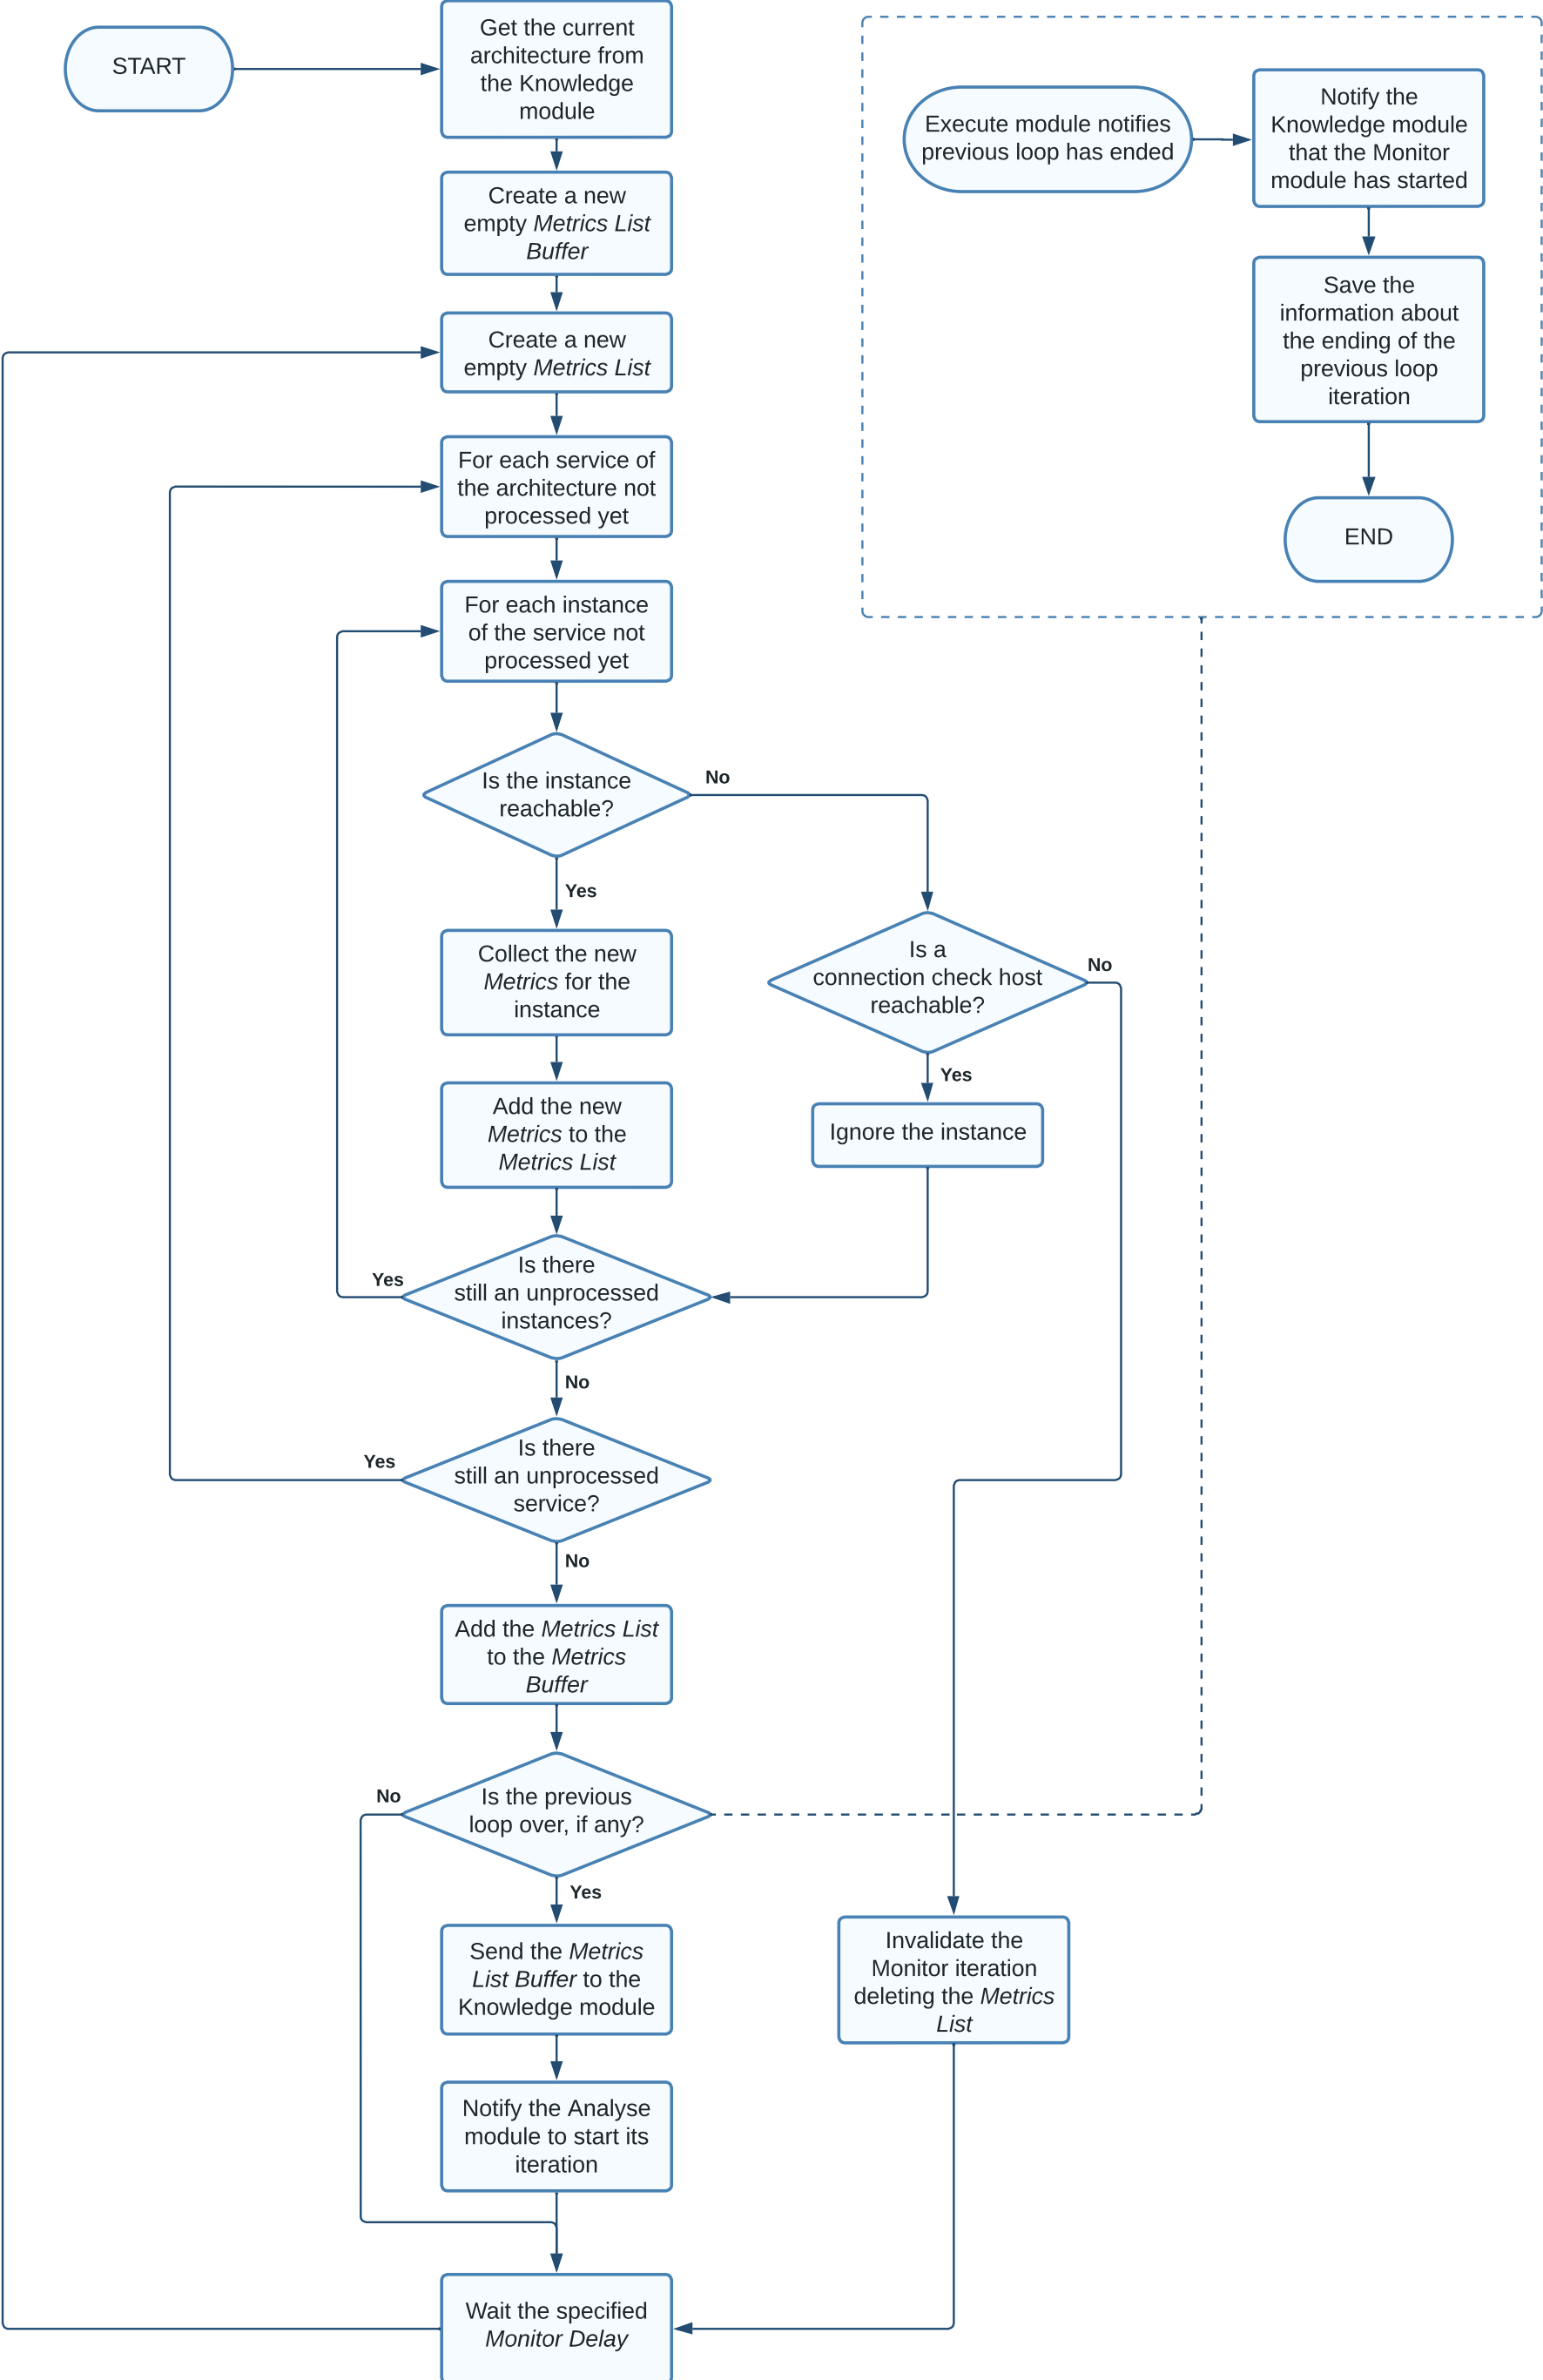 START
Get the current
architecture from
the Knowledge
module
Create a new
empty Metrics List
Buffer
Create a new
empty Metrics List
For each service of
the architecture not
processed yet
For each instance
of the service not
processed yet
Is the instance
reachable?
No
Yes
Collect the new
Metrics for the
instance
Add the new
Metrics to the
Metrics List
Is a
connection check host
reachable?
No
Yes
Ignore the instance
Is there
still an unprocessed
instances?
Yes
No
Is there
still an unprocessed
service?
Yes
No
Add the Metrics List
to the Metrics
Buffer
Is the previous
loop over, if any?
No
Yes
Send the Metrics
List Buffer to the
Knowledge module
Notify the Analyse
module to start its
iteration
Invalidate the
Monitor iteration
deleting the Metrics
List
Wait the specified
Monitor Delay
Execute module notifies
previous loop has ended
Notify the
Knowledge module
that the Monitor
module has started
Save the
information about
the ending of the
previous loop
iteration
END